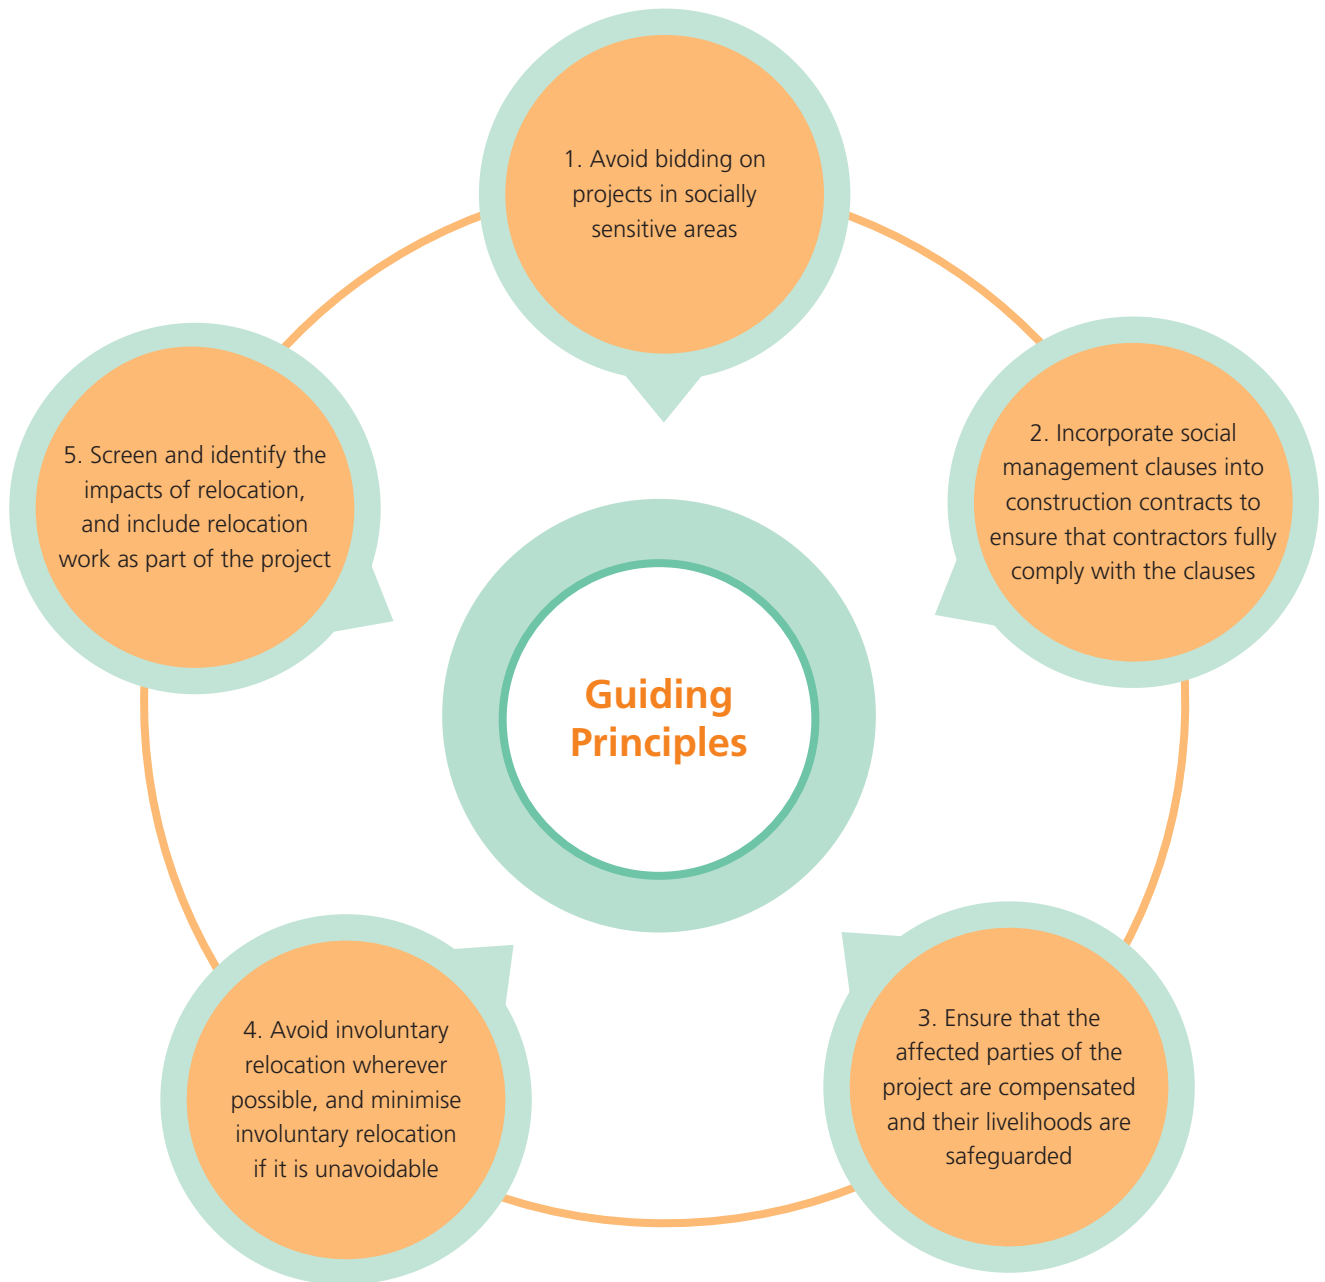 1. Avoid bidding on
projects in socially
sensitive areas
2. Incorporate social
management clauses into
construction contracts to
ensure that contractors fully
comply with the clauses
3. Ensure that the
affected parties of the
project are compensated
and their livelihoods are
safeguarded
4. Avoid involuntary
relocation wherever
possible, and minimise
involuntary relocation
if it is unavoidable
5. Screen and identify the
impacts of relocation,
and include relocation
work as part of the project
Guiding
Principles